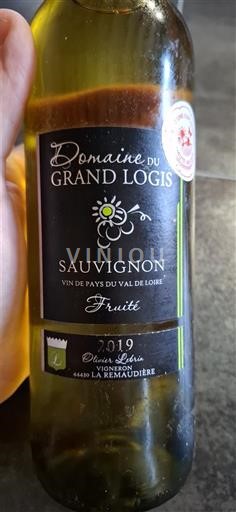 Domaine DU
GRAND LOGIS
VINIOU
SAUVIGNON
VIN DE PAYS DU VAL DE LOIRE
Fruité
2019
Olivier Lebrin
VIGNERON
44430 LA REMAUDIÈRE